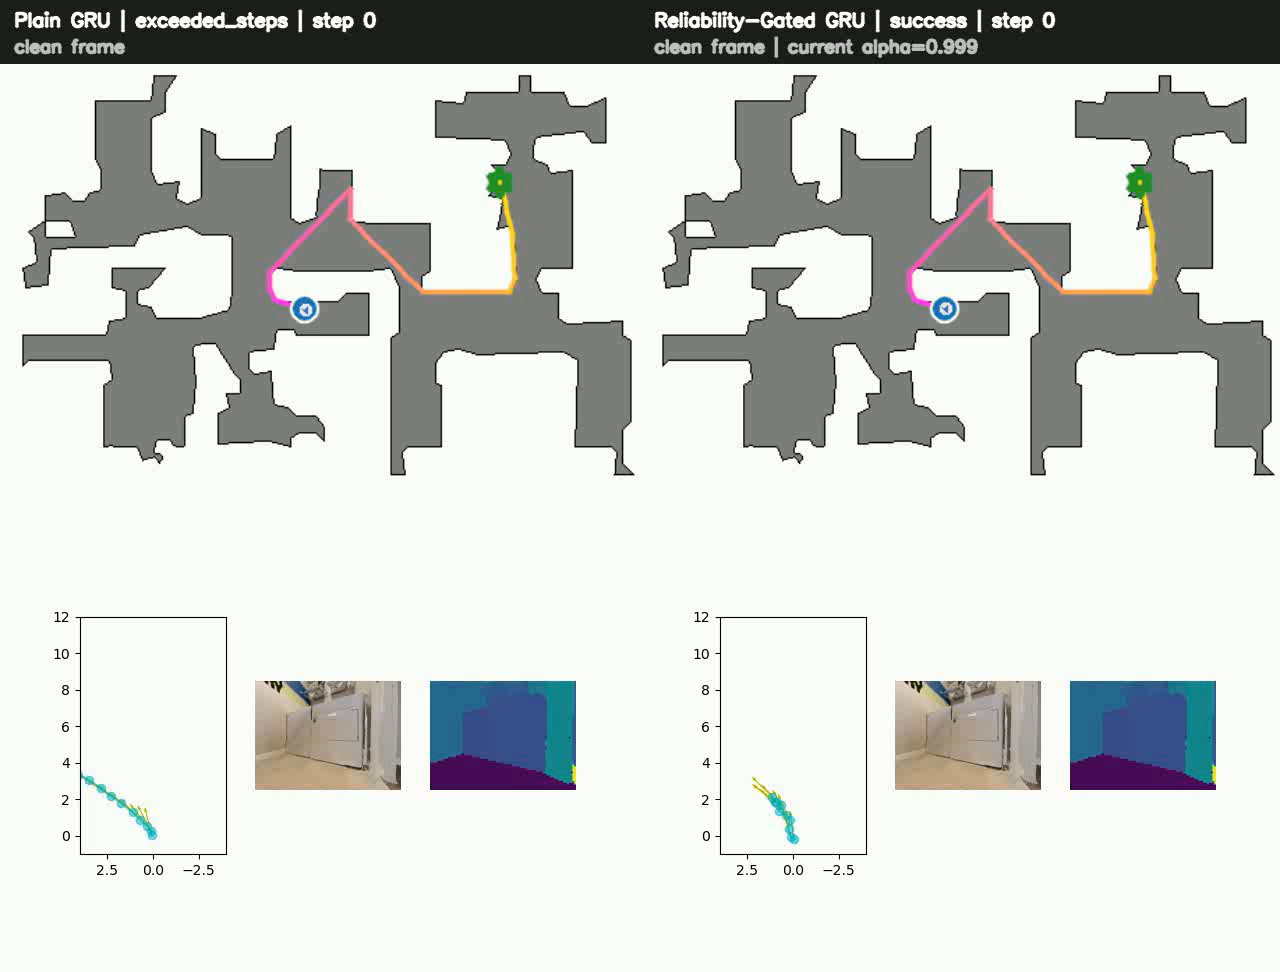 Plain GRU | exceeded_steps | step 0
clean frame
Reliability-Gated GRU | success | step 0
clean frame | current alpha=0.999
12
10
8
6
4
2
0
2.5 0.0 −2.5
12
10
8
6
4
2
0
2.5 0.0 −2.5